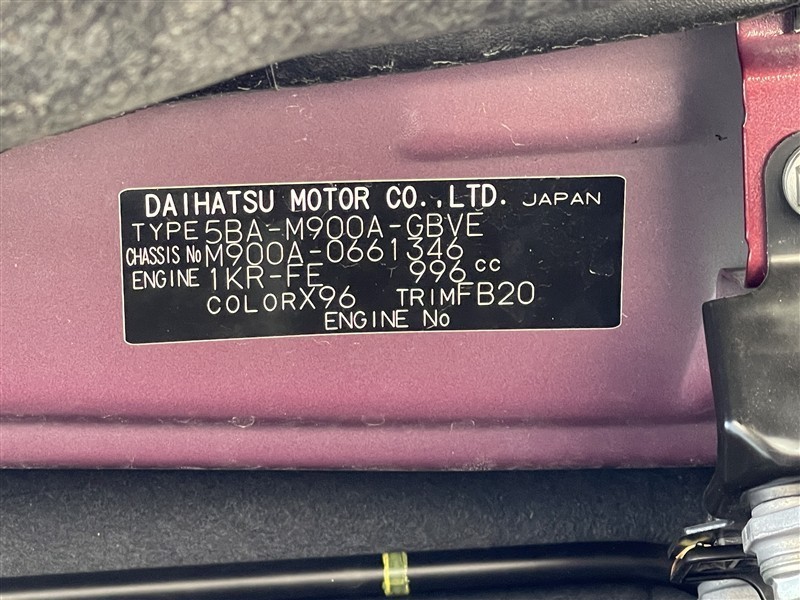 DAIHATSU MOTOR CO.,LTD. JAPAN
TYPE 5BA-M900A-GBVE
CHASSIS No M900A-0661346
ENGINE 1KR-FE 996 cc
COLOR X96 TRIM FB20
ENGINE No